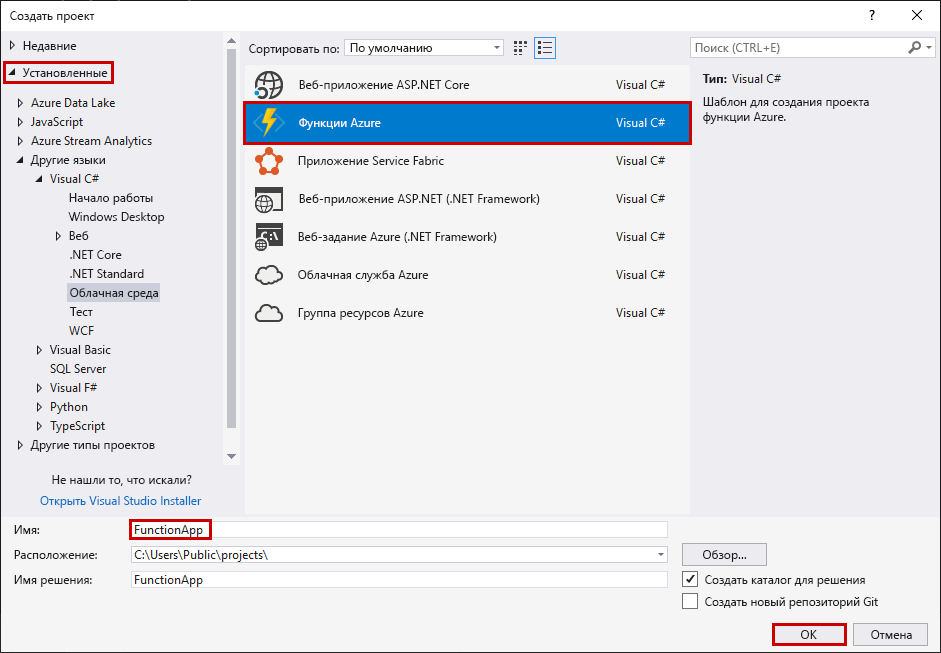 Создать проект
?
Недавние
Установленные
Azure Data Lake
JavaScript
Azure Stream Analytics
Другие языки
Visual C#
Начало работы
Windows Desktop
Веб
.NET Core
.NET Standard
Облачная среда
Тест
WCF
Visual Basic
SQL Server
Visual F#
Python
TypeScript
Другие типы проектов
Не нашли то, что искали?
Открыть Visual Studio Installer
Сортировать по: По умолчанию
Веб-приложение ASP.NET Core Visual C#
Функции Azure Visual C#
Приложение Service Fabric Visual C#
Веб-приложение ASP.NET (.NET Framework) Visual C#
C:\
Веб-задание Azure (.NET Framework) Visual C#
Облачная служба Azure Visual C#
Группа ресурсов Azure Visual C#
Поиск (CTRL+E)
Тип: Visual C#
Шаблон для создания проекта
функции Azure.
Имя: FunctionApp
Расположение: C:\Users\Public\projects\
Обзор...
Имя решения: FunctionApp
Создать каталог для решения
Создать новый репозиторий Git
OK
Отмена